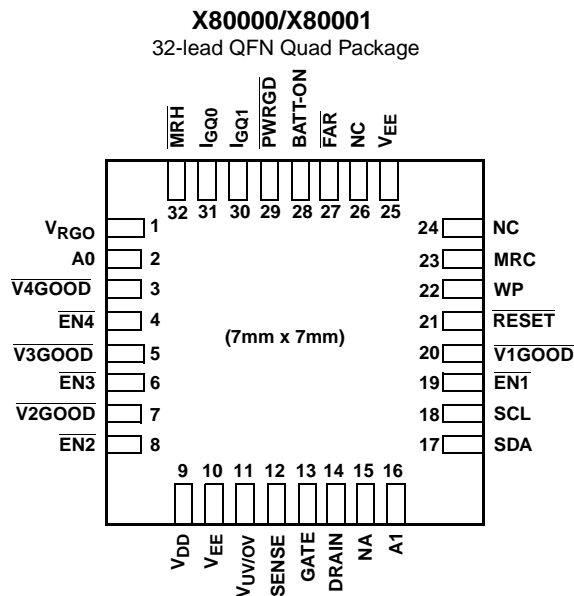 X80000/X80001
32-lead QFN Quad Package
MRH
IGQ0
IGQ1
PWRGD
BATT-ON
FAR
NC
VEE
32 31 30 29 28 27 26 25
VRGO 1
A0 2
V4GOOD 3
EN4 4
V3GOOD 5
EN3 6
V2GOOD 7
EN2 8
(7mm x 7mm)
24 NC
23 MRC
22 WP
21 RESET
20 V1GOOD
19 EN1
18 SCL
17 SDA
9 10 11 12 13 14 15 16
VDD
VEE
VUV/OV
SENSE
GATE
DRAIN
NA
A1